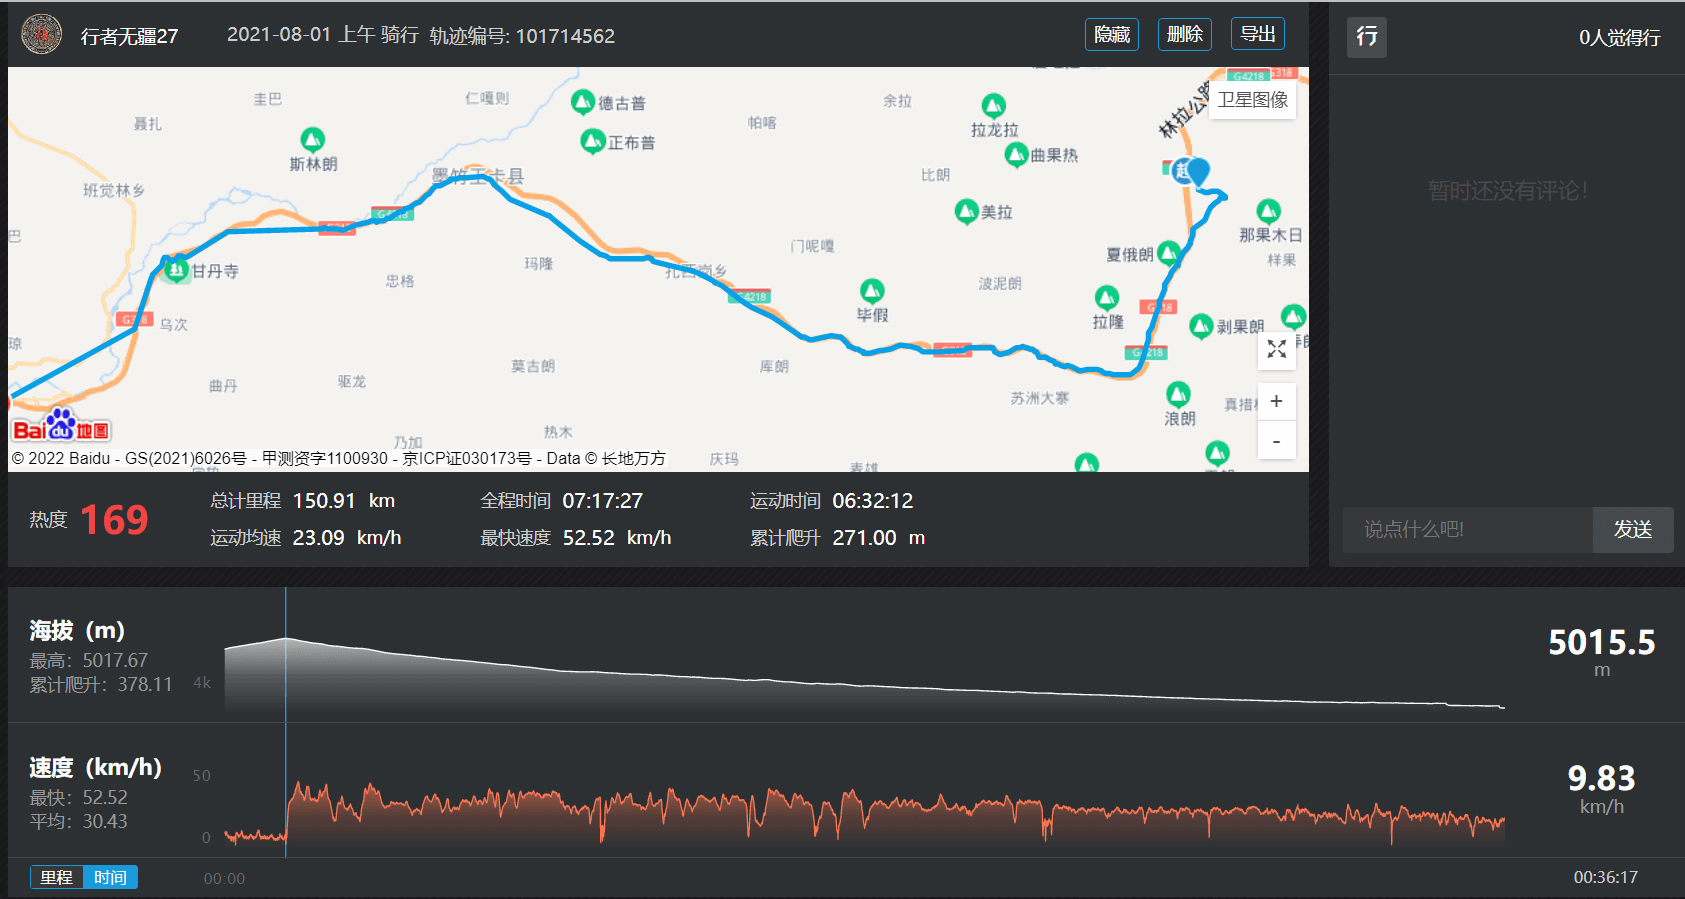 行者无疆27
2021-08-01 上午 骑行 轨迹编号: 101714562
隐藏
删除
导出
行
0人觉得行
卫星图像
林拉公路
G4218
G318
圭巴
聂扎
仁嘎则
德古普
正布普
帕喀
余拉
拉龙拉
曲果热
斯林朗
班觉林乡
墨竹工卡县
比朗
美拉
起
那果木日
样果
夏俄朗
门呢嘎
波泥朗
巴
甘丹寺
玛隆
忠格
扎西岗乡
G4218
G4218
毕假
拉隆
剥果朗
乌次
琼
G4218
莫古朗
库朗
驱龙
曲丹
苏洲大寨
浪朗
热木
乃加
庆玛
Baidu地图
+
-
© 2022 Baidu - GS(2021)6026号 - 甲测资字1100930 - 京ICP证030173号 - Data © 长地万方
暂时还没有评论！
说点什么吧!
发送
热度 169
总计里程 150.91 km
全程时间 07:17:27
运动时间 06:32:12
运动均速 23.09 km/h
最快速度 52.52 km/h
累计爬升 271.00 m
海拔（m）
最高：5017.67
累计爬升：378.11
4k
5015.5
m
速度（km/h）
最快：52.52
平均：30.43
50
0
9.83
km/h
里程 时间
00:00
00:36:17